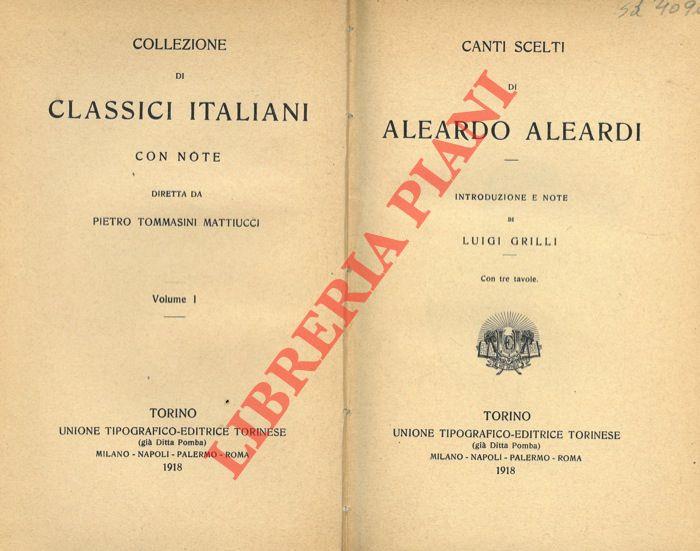 COLLEZIONE
DI
CLASSICI ITALIANI
CON NOTE
DIRETTA DA
PIETRO TOMMASINI MATTIUCCI
Volume I
TORINO
UNIONE TIPOGRAFICO-EDITRICE TORINESE
(già Ditta Pomba)
MILANO - NAPOLI - PALERMO - ROMA
1918
CANTI SCELTI
DI
ALEARDO ALEARDI
INTRODUZIONE E NOTE
DI
LUIGI GRILLI
Con tre tavole.
TORINO
UNIONE TIPOGRAFICO-EDITRICE TORINESE
(già Ditta Pomba)
MILANO - NAPOLI - PALERMO - ROMA
1918
LIBRERIA PIANI